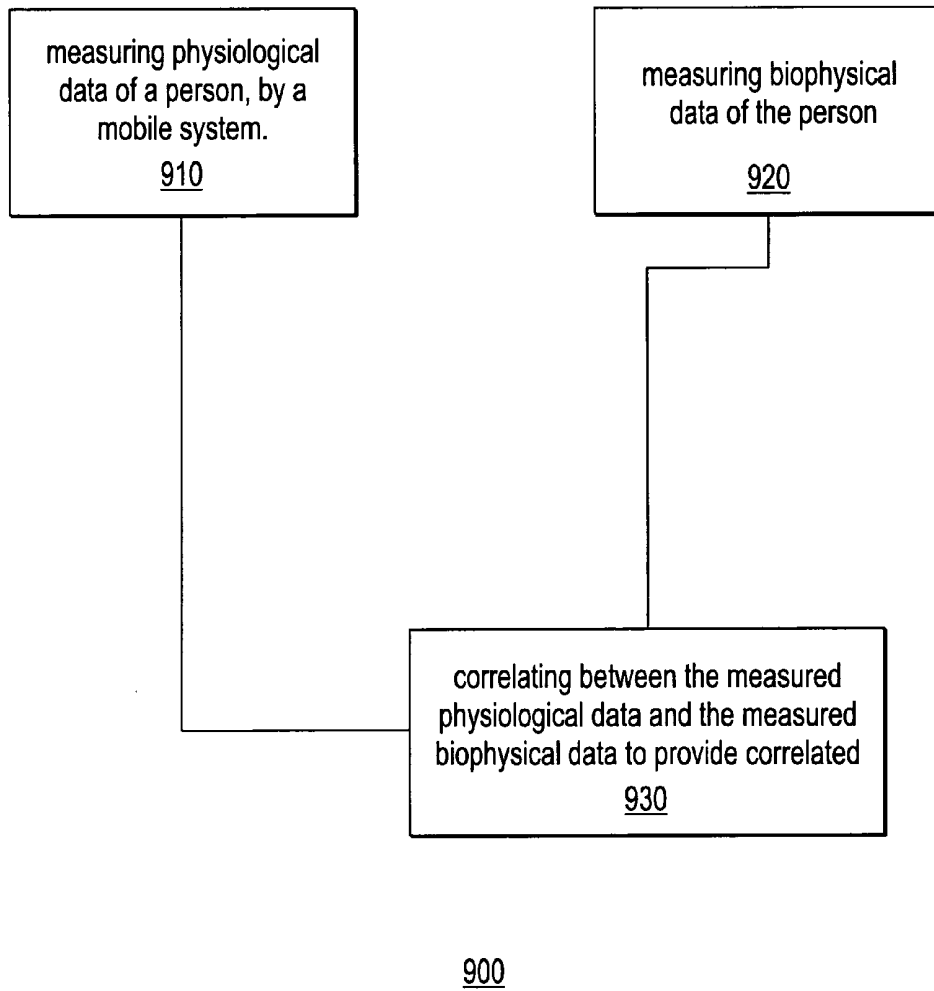 measuring physiological
data of a person, by a
mobile system.
910
measuring biophysical
data of the person
920
correlating between the measured
physiological data and the measured
biophysical data to provide correlated
930
900